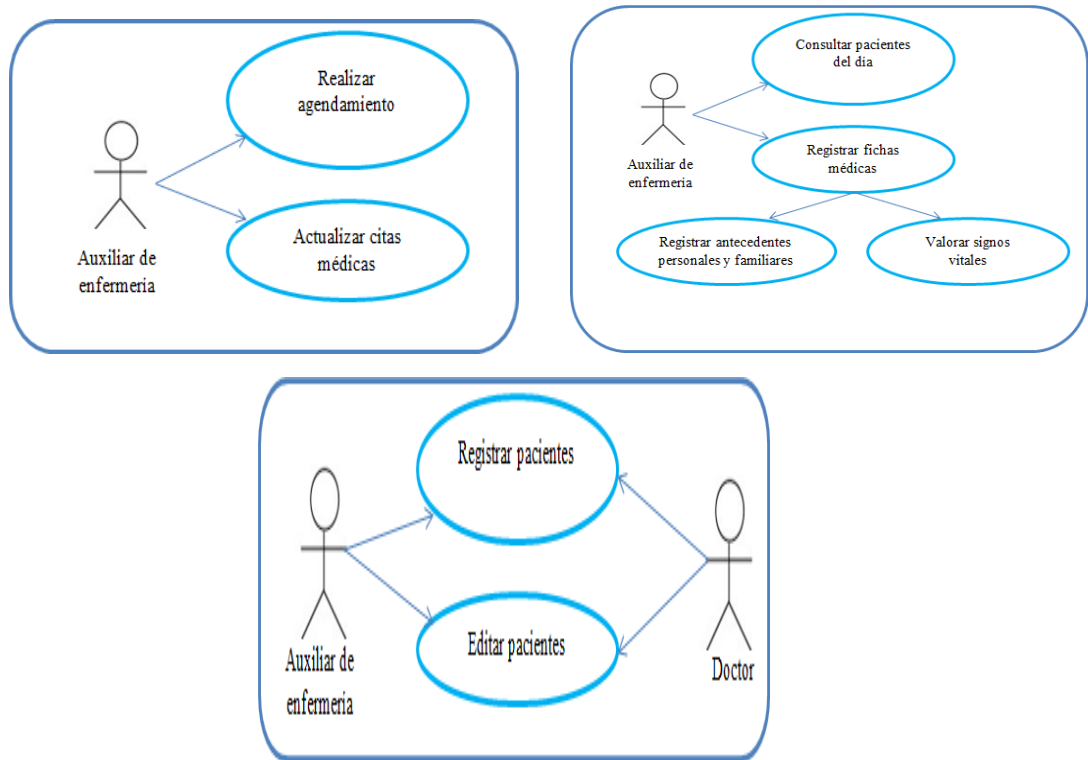 Realizar
agendamiento
Auxiliar de
enfermeria
Actualizar citas
médicas
Consultar pacientes
del dia
Auxiliar de
enfermeria
Registrar fichas
médicas
Registrar antecedentes
personales y familiares
Valorar signos
vitales
Registrar pacientes
Auxiliar de
enfermeria
Editar pacientes
Doctor